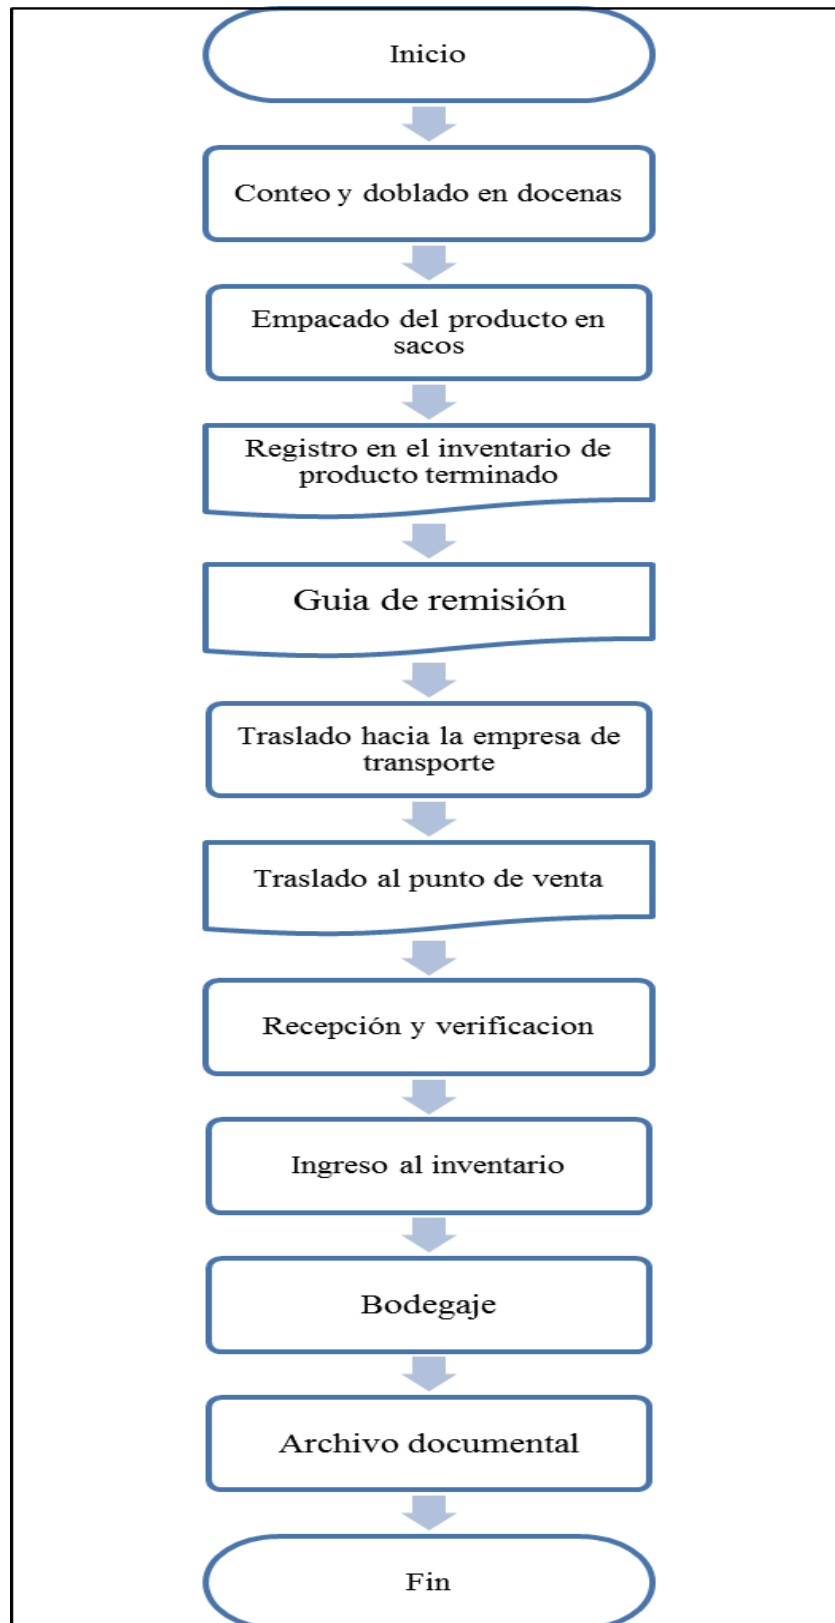 Inicio
Conteo y doblado en docenas
Empacado del producto en
sacos
Registro en el inventario de
producto terminado
Guia de remisión
Traslado hacia la empresa de
transporte
Traslado al punto de venta
Recepción y verificacion
Ingreso al inventario
Bodegaje
Archivo documental
Fin